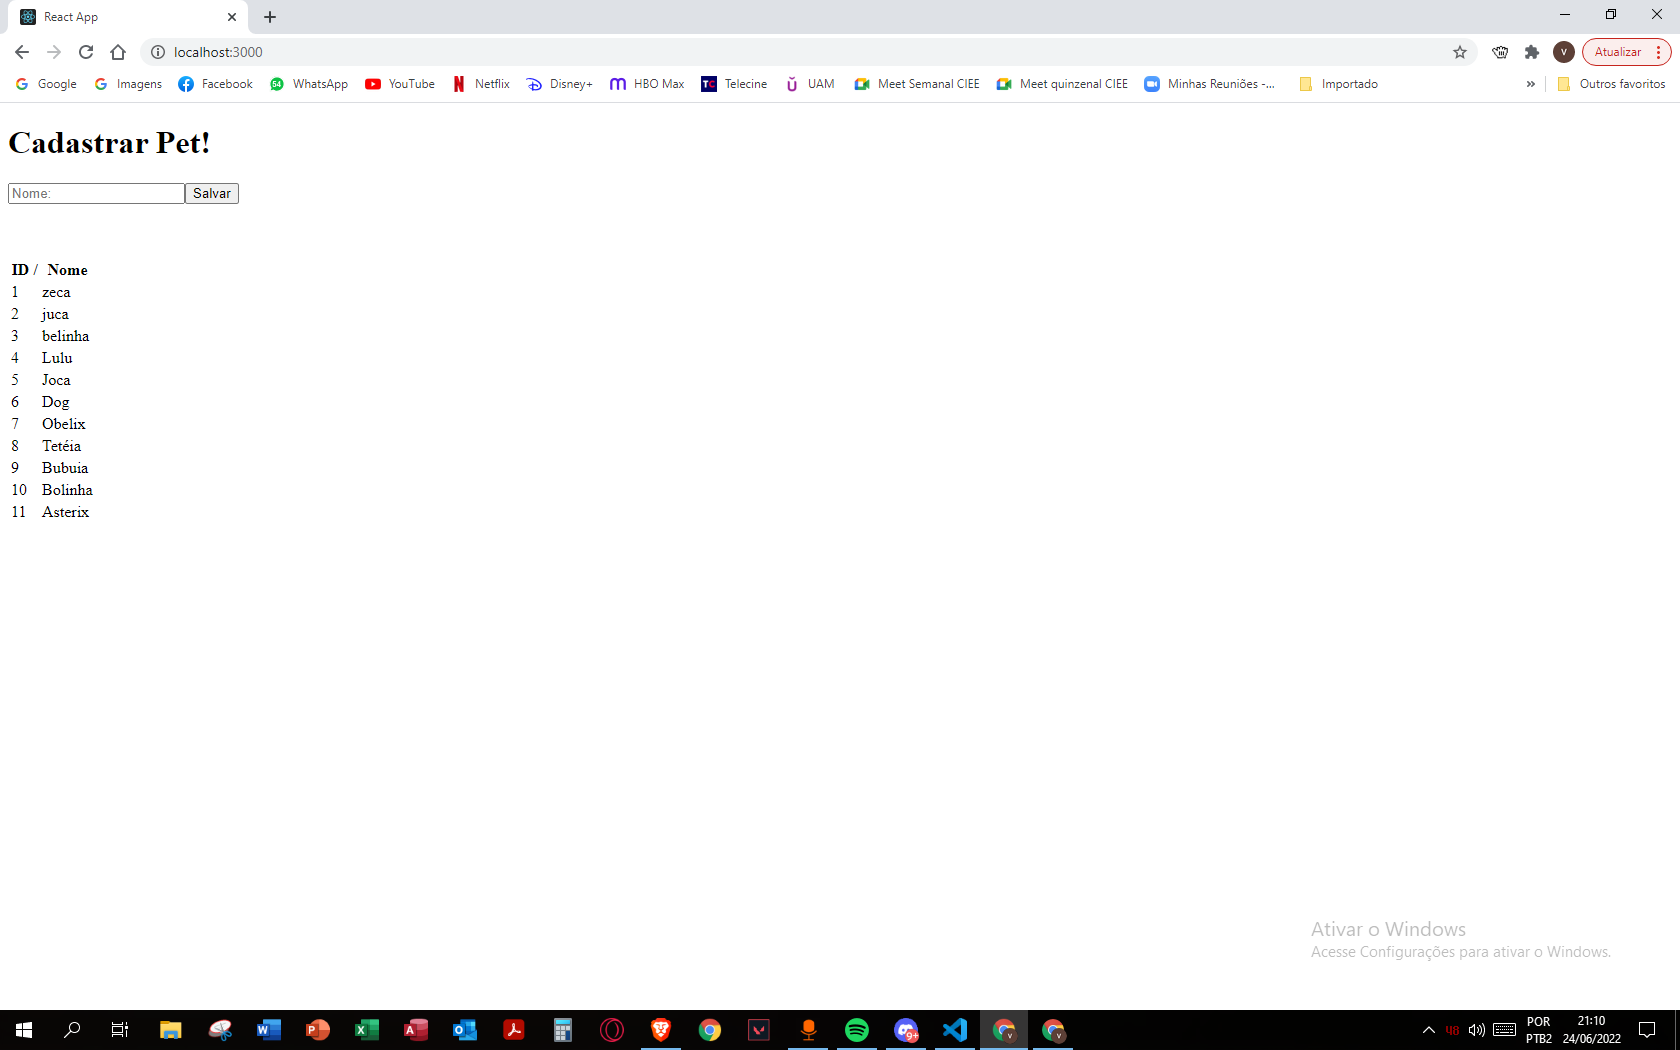 React App
localhost:3000
Atualizar
Google Imagens Facebook WhatsApp YouTube Netflix Disney+ HBO Max Telecine UAM Meet Semanal CIEE Meet quinzenal CIEE Minhas Reuniões -... Importado » Outros favoritos
Cadastrar Pet!
Nome: Salvar
ID / Nome
1 zeca
2 juca
3 belinha
4 Lulu
5 Joca
6 Dog
7 Obelix
8 Tetéia
9 Bubuia
10 Bolinha
11 Asterix
Ativar o Windows
Acesse Configurações para ativar o Windows.
POR 21:10
PTB2 24/06/2022